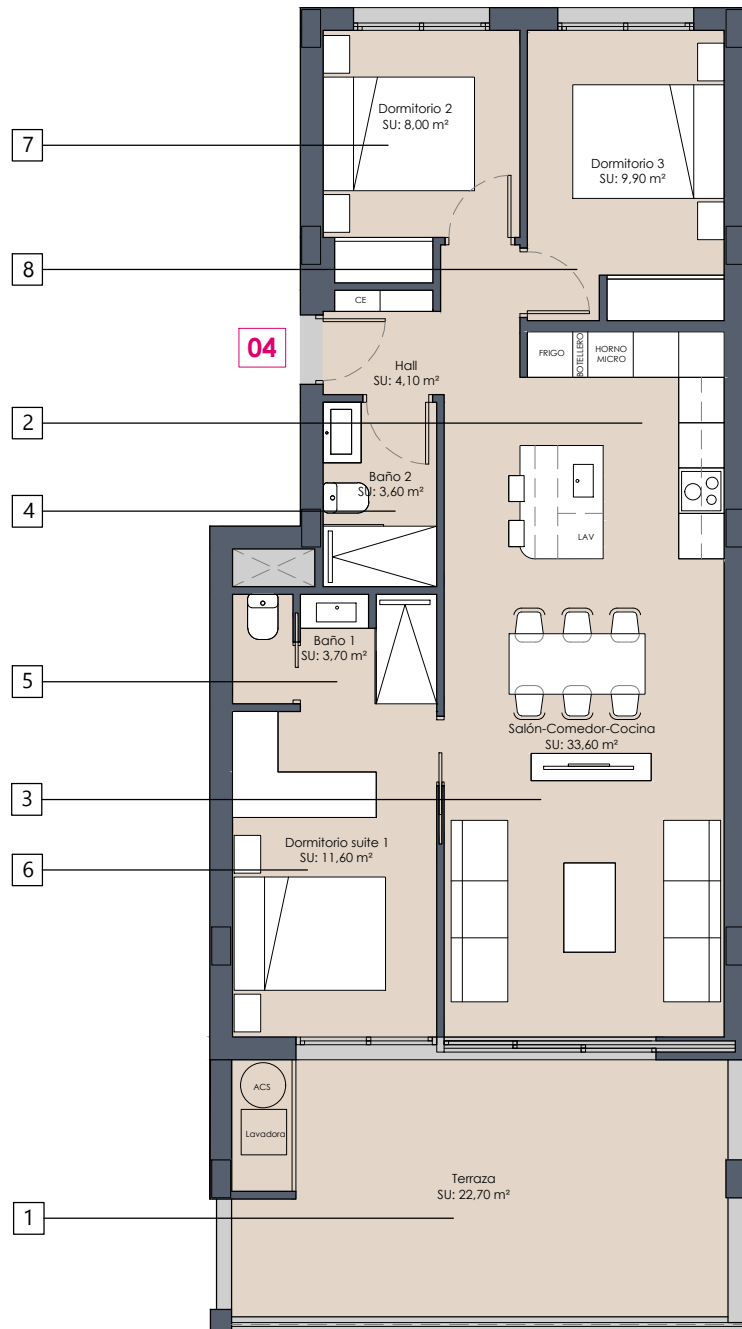 Dormitorio 2
SU: 8,00 m²
7
Dormitorio 3
SU: 9,90 m²
8
CE
04
FRIGO
BOTELLERO
HORNO
MICRO
Hall
SU: 4,10 m²
2
Baño 2
SU: 3,60 m²
4
LAV
Baño 1
SU: 3,70 m²
5
Salón-Comedor-Cocina
SU: 33,60 m²
3
Dormitorio suite 1
SU: 11,60 m²
6
ACS
Lavadora
Terraza
SU: 22,70 m²
1